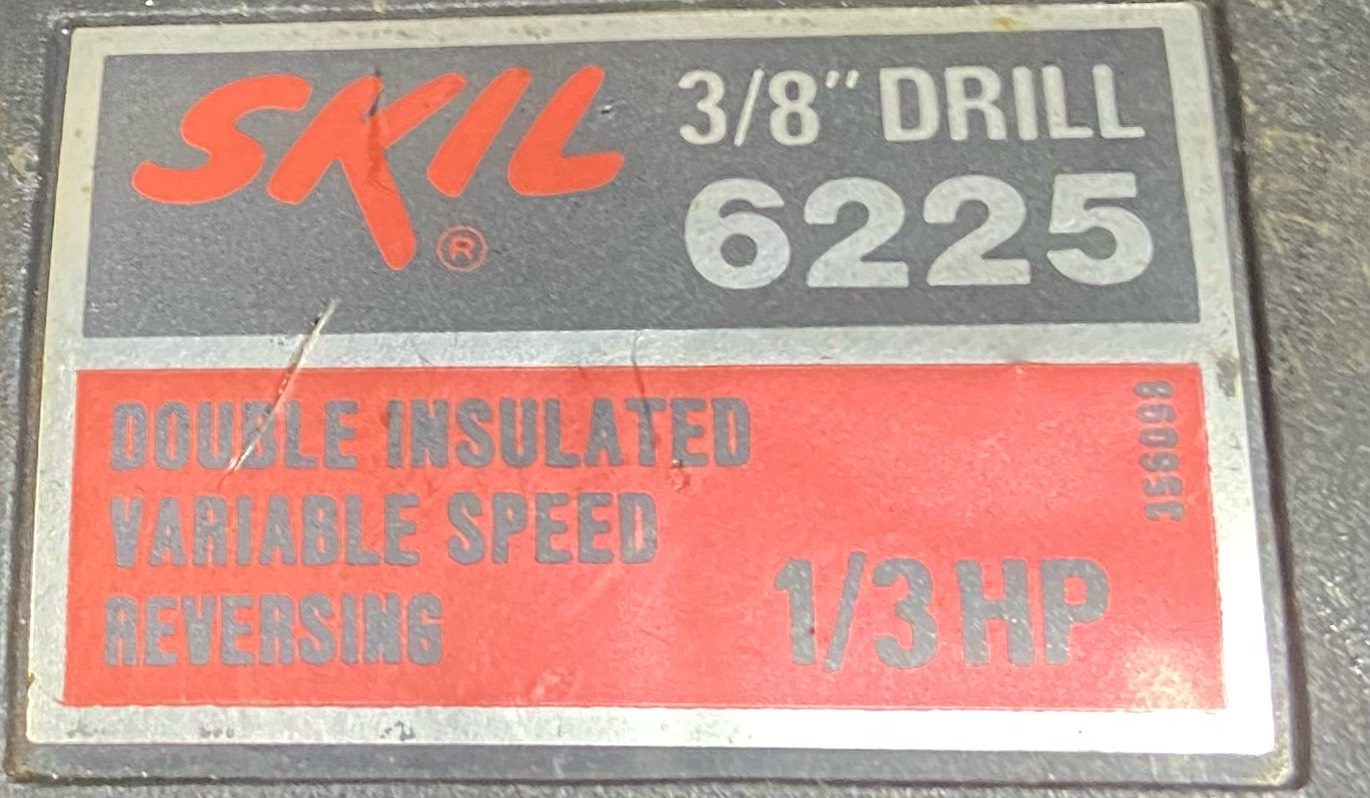 SKIL
®
3/8" DRILL
6225
DOUBLE INSULATED
VARIABLE SPEED
REVERSING
1/3 HP
356098